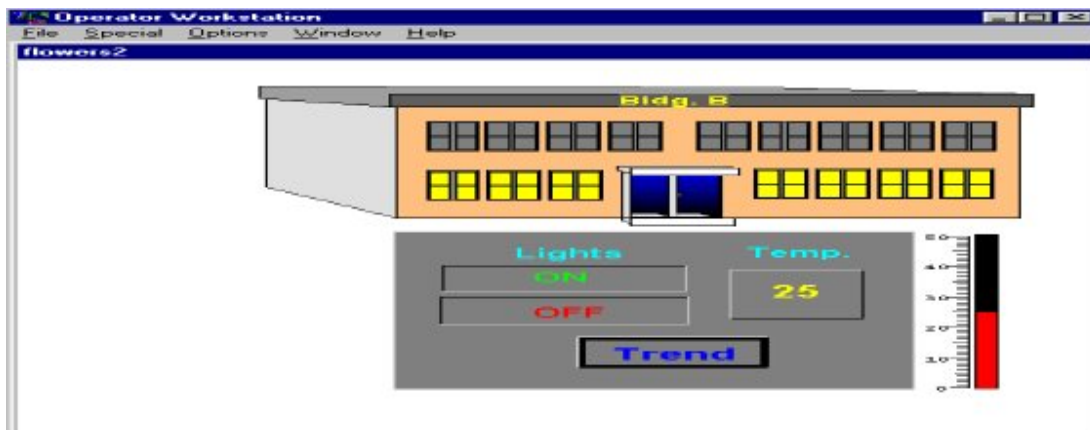 Operator Workstation
File Special Options Window Help
flowers2
Bldg. B
Lights Temp.
ON
25
OFF
Trend
50
40
30
20
10
0